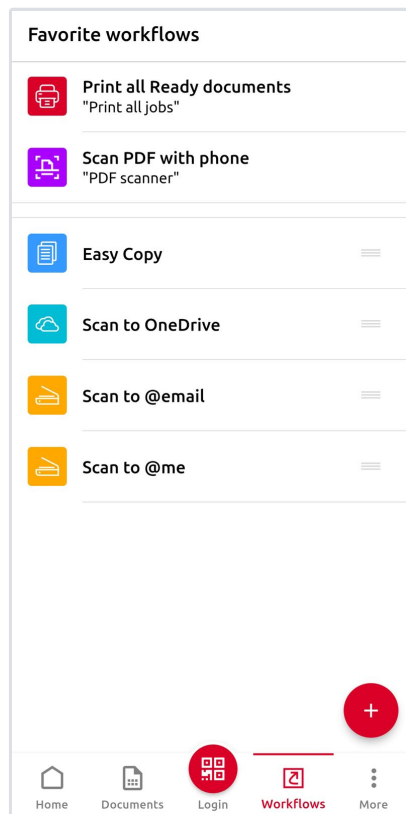 Favorite workflows
Print all Ready documents
"Print all jobs"
Scan PDF with phone
"PDF scanner"
Easy Copy
Scan to OneDrive
Scan to @email
Scan to @me
Home
Documents
Login
Workflows
More